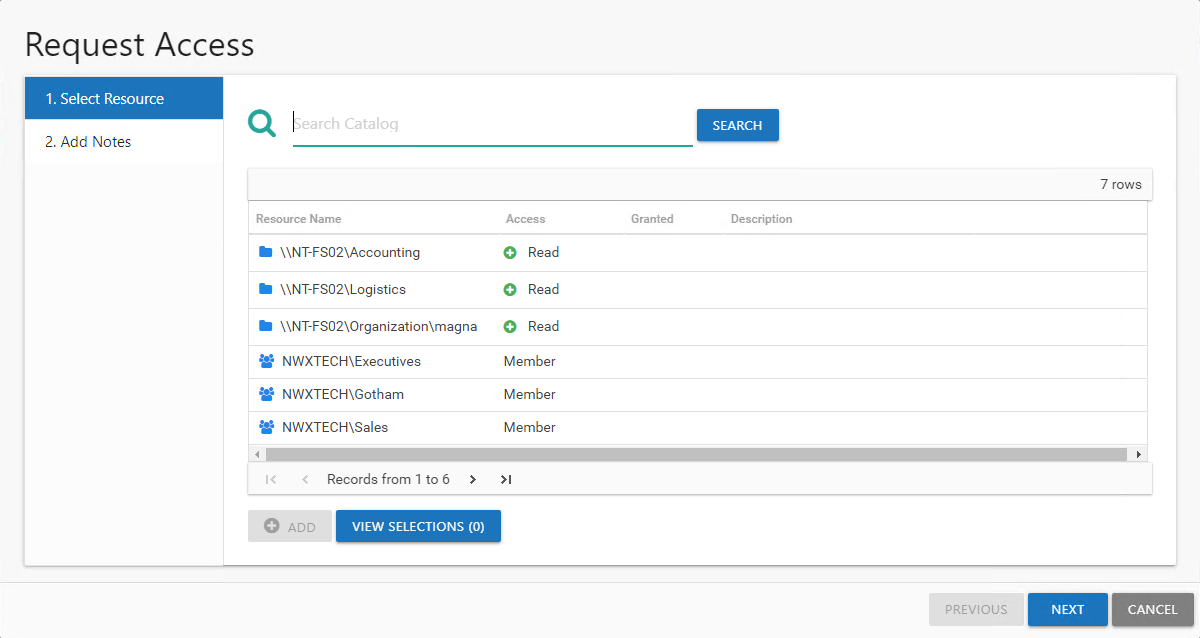 Request Access
1. Select Resource
2. Add Notes
Search Catalog
SEARCH
7 rows
Resource Name Access Granted Description
\\NT-FS02\Accounting Read
\\NT-FS02\Logistics Read
\\NT-FS02\Organization\magna Read
NWXTECH\Executives Member
NWXTECH\Gotham Member
NWXTECH\Sales Member
Records from 1 to 6
ADD VIEW SELECTIONS (0)
PREVIOUS NEXT CANCEL